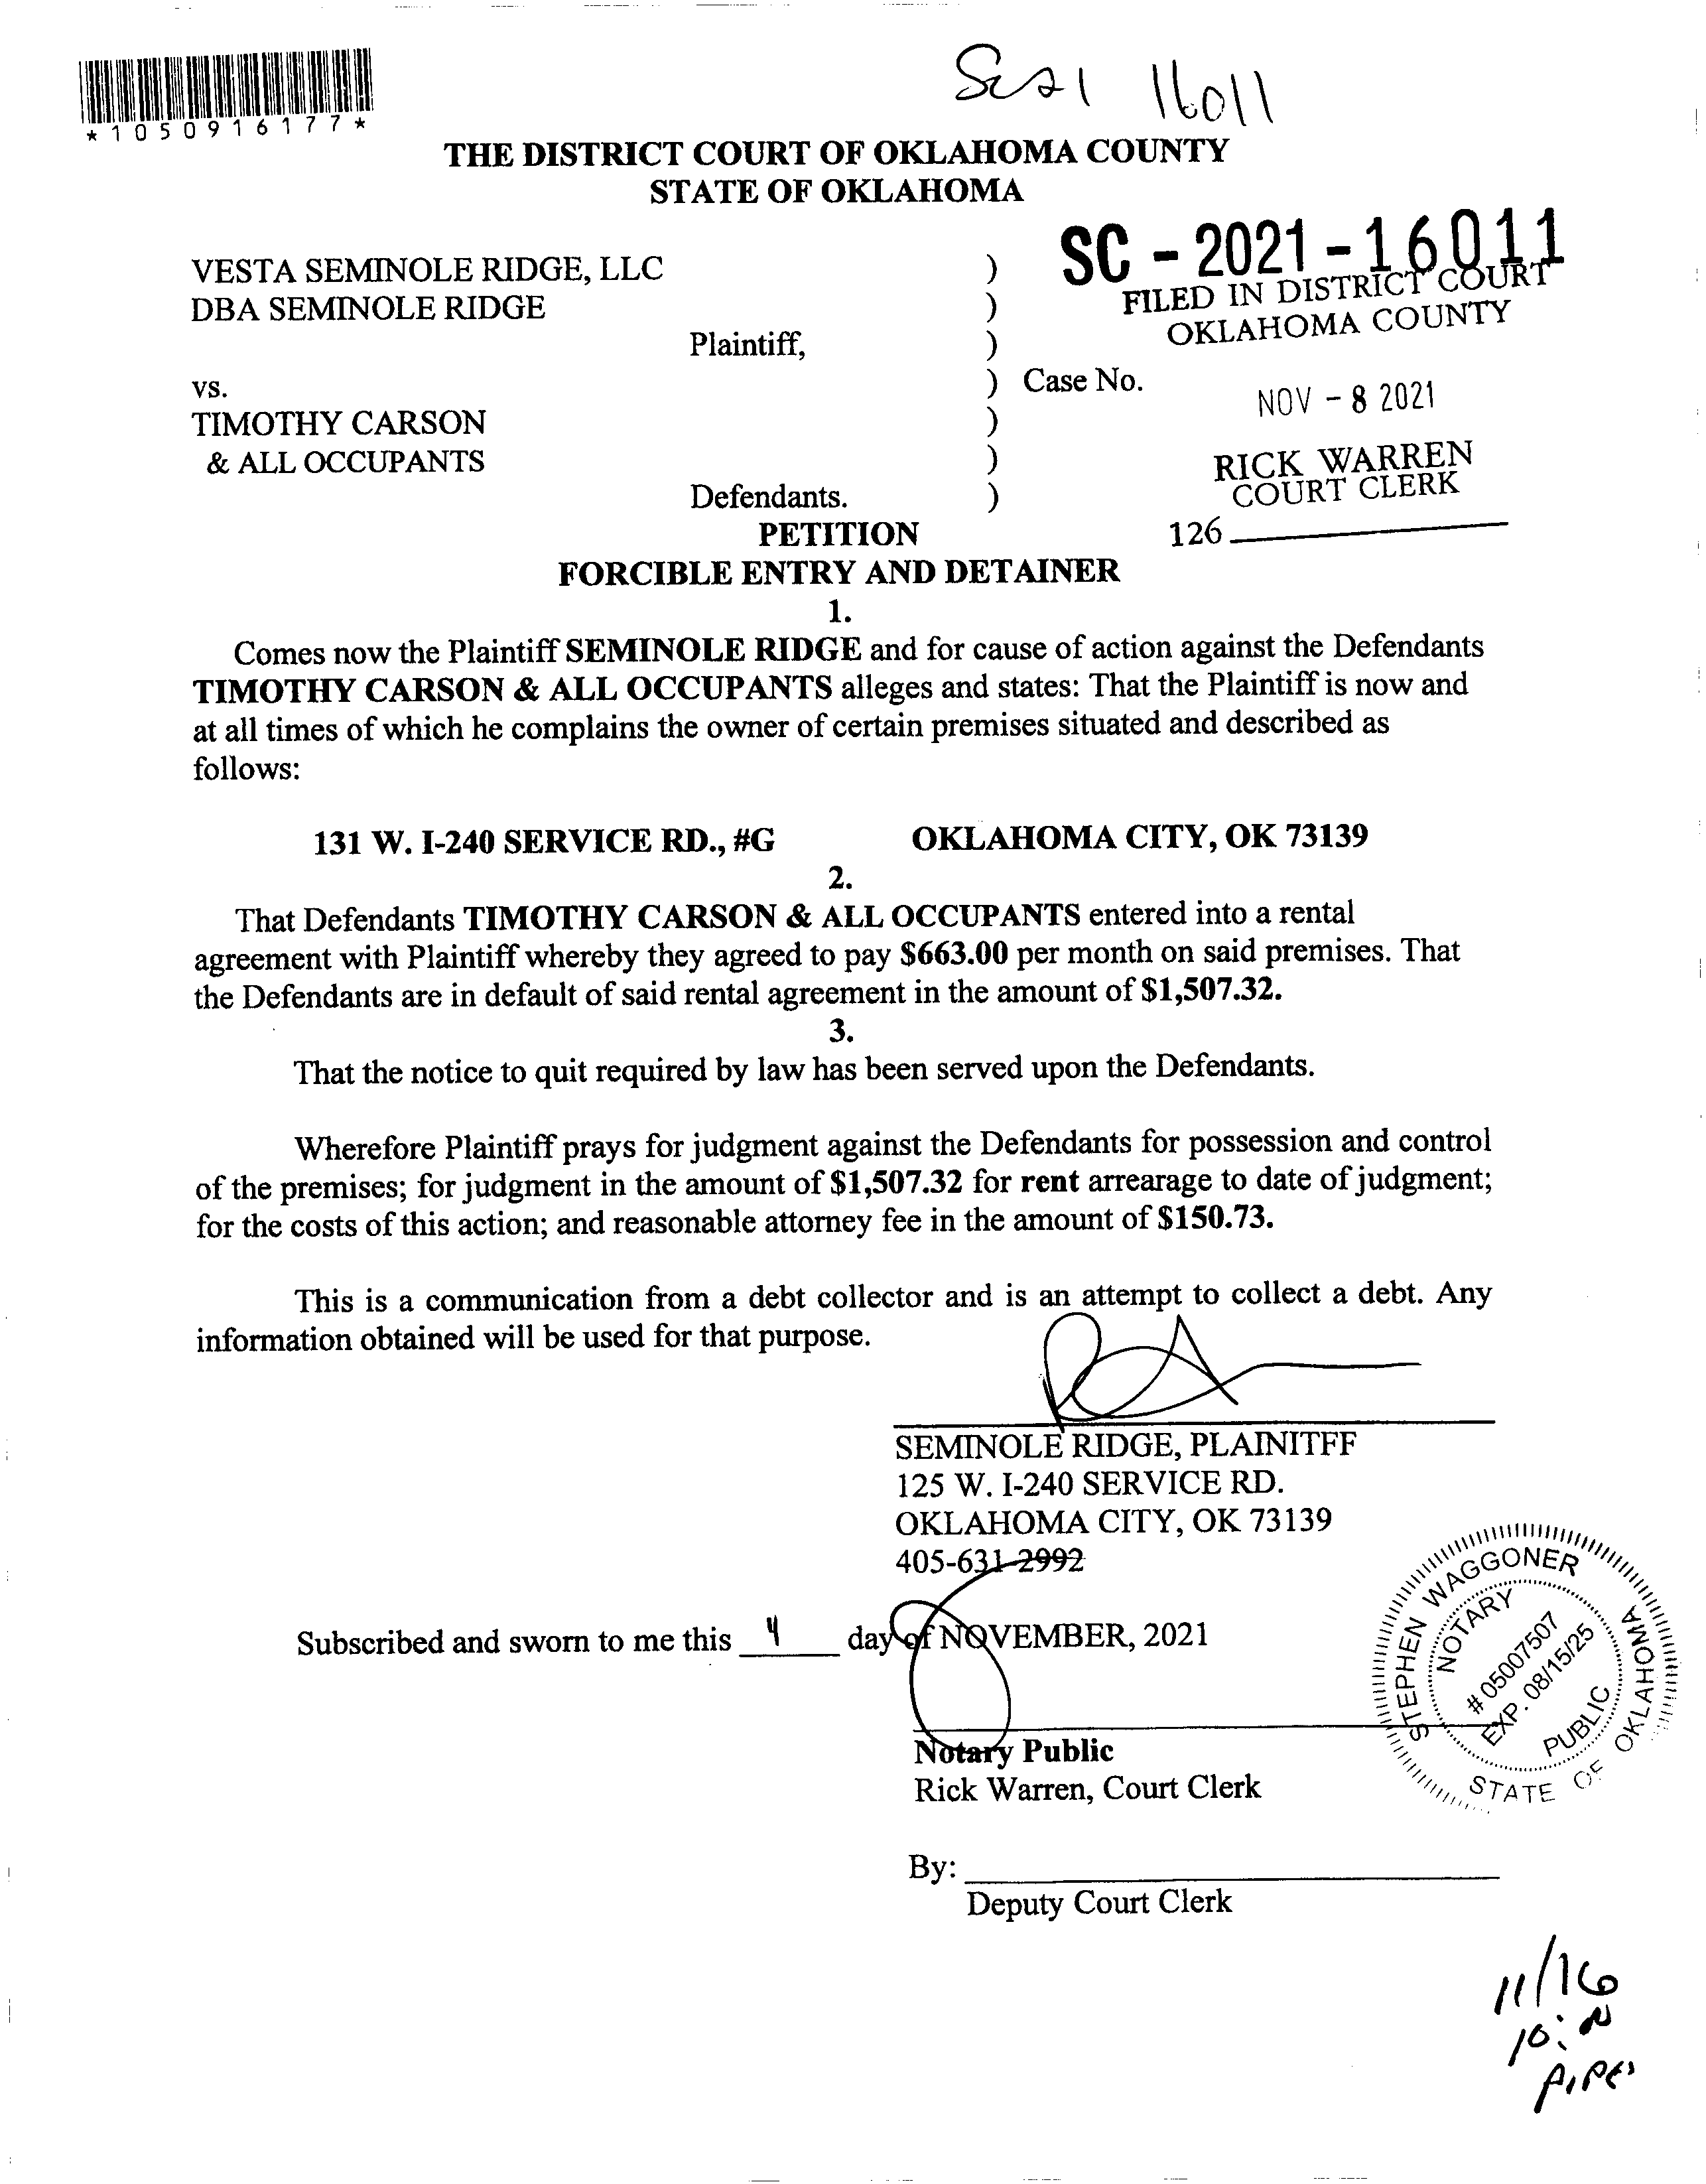 *1050916177*
16011
THE DISTRICT COURT OF OKLAHOMA COUNTY
STATE OF OKLAHOMA
SC - 2021 - 16011
FILED IN DISTRICT COURT
OKLAHOMA COUNTY
NOV - 8 2021
RICK WARREN
COURT CLERK
126
VESTA SEMINOLE RIDGE, LLC )
DBA SEMINOLE RIDGE )
Plaintiff, )
vs. ) Case No.
TIMOTHY CARSON )
& ALL OCCUPANTS )
Defendants. )
PETITION
FORCIBLE ENTRY AND DETAINER
1.
Comes now the Plaintiff SEMINOLE RIDGE and for cause of action against the Defendants
TIMOTHY CARSON & ALL OCCUPANTS alleges and states: That the Plaintiff is now and
at all times of which he complains the owner of certain premises situated and described as
follows:
131 W. I-240 SERVICE RD., #G OKLAHOMA CITY, OK 73139
2.
That Defendants TIMOTHY CARSON & ALL OCCUPANTS entered into a rental
agreement with Plaintiff whereby they agreed to pay $663.00 per month on said premises. That
the Defendants are in default of said rental agreement in the amount of $1,507.32.
3.
That the notice to quit required by law has been served upon the Defendants.
Wherefore Plaintiff prays for judgment against the Defendants for possession and control
of the premises; for judgment in the amount of $1,507.32 for rent arrearage to date of judgment;
for the costs of this action; and reasonable attorney fee in the amount of $150.73.
This is a communication from a debt collector and is an attempt to collect a debt. Any
information obtained will be used for that purpose.
SEMINOLE RIDGE, PLAINITFF
125 W. I-240 SERVICE RD.
OKLAHOMA CITY, OK 73139
405-631-2992
Subscribed and sworn to me this 4 day of NOVEMBER, 2021
STEPHEN WAGGONER
NOTARY
# 05007507
EXP. 08/15/25
PUBLIC
STATE OF OKLAHOMA
Notary Public
Rick Warren, Court Clerk
By:
Deputy Court Clerk
11/16